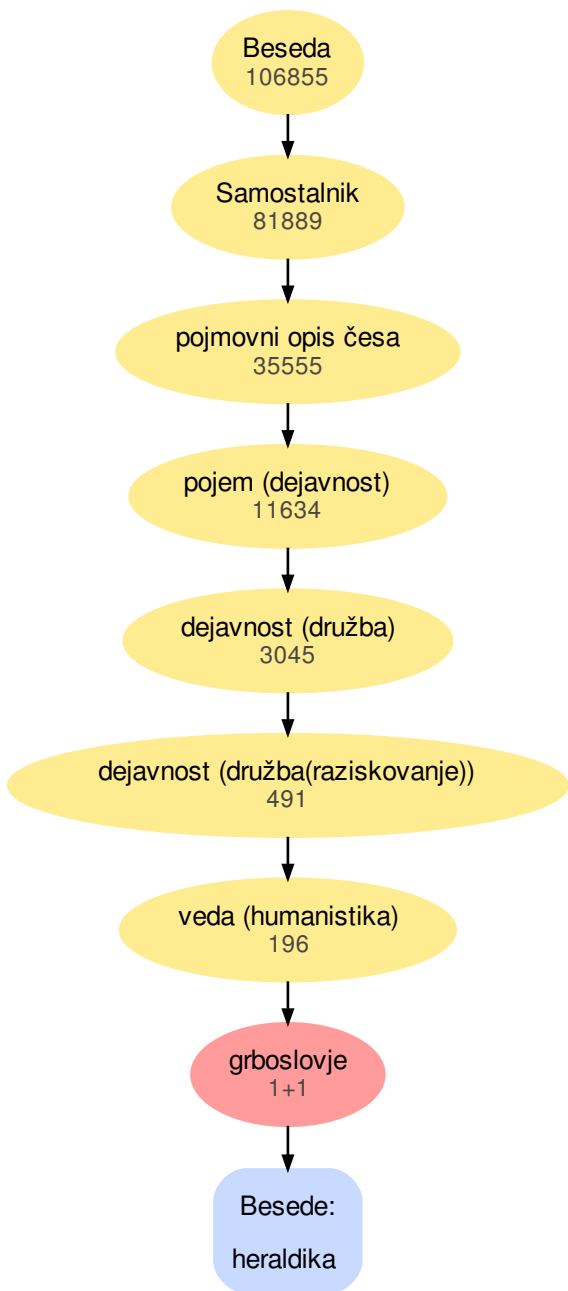 Beseda
106855
Samostalnik
81889
pojmovni opis česa
35555
pojem (dejavnost)
11634
dejavnost (družba)
3045
dejavnost (družba(raziskovanje))
491
veda (humanistika)
196
grboslovje
1+1
Besede:
heraldika